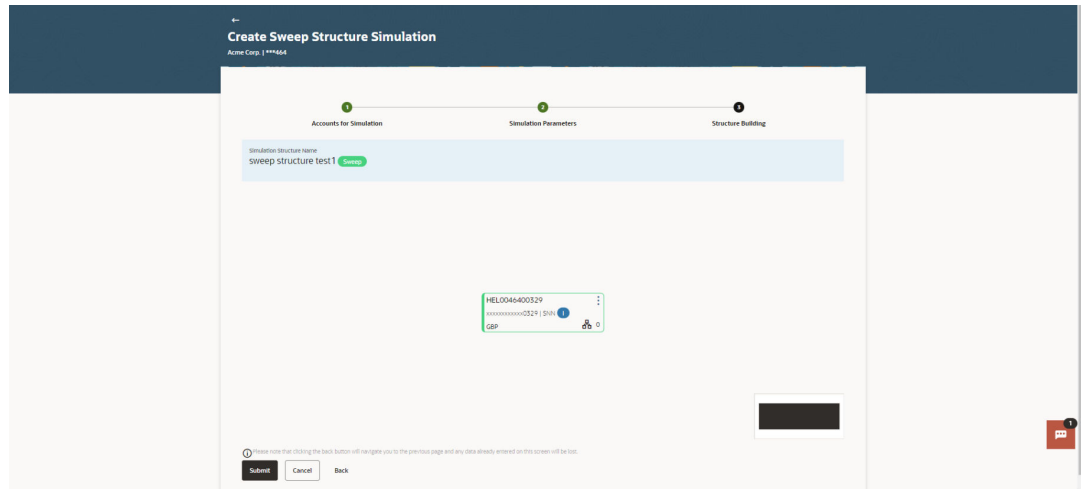 ←
Create Sweep Structure Simulation
Acme Corp. | ***464
1
2
3
Accounts for Simulation
Simulation Parameters
Structure Building
Simulation Structure Name
sweep structure test1 Sweep
HEL0046400329
xxxxxxxxxxxx0329 | SNN I
GBP 0
1
Please note that clicking the back button will navigate you to the previous page and any data already entered on this screen will be lost.
Submit Cancel Back